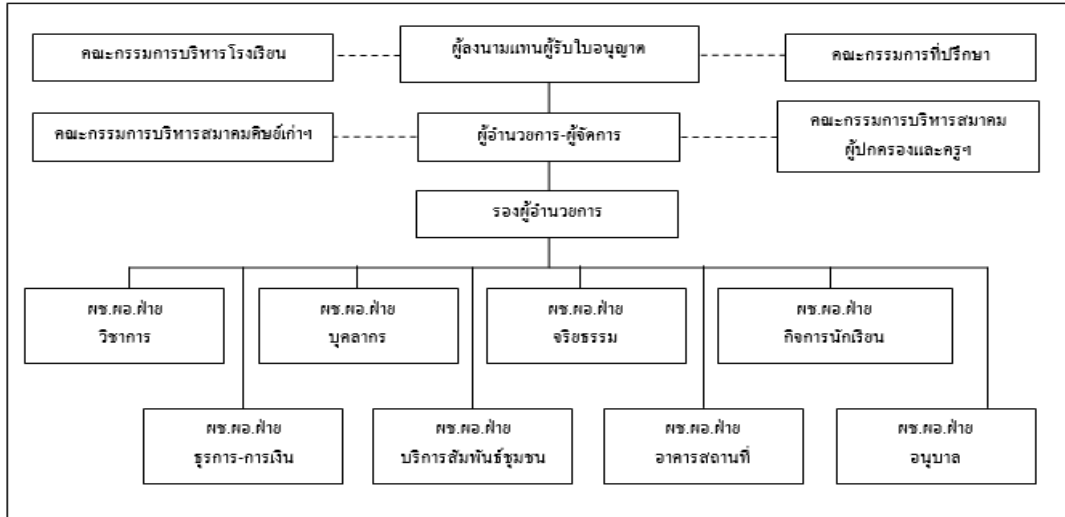 คณะกรรมการบริหารโรงเรียน
ผู้ลงนามแทนผู้รับใบอนุญาต
คณะกรรมการที่ปรึกษา
คณะกรรมการบริหารสมาคมศิษย์เก่าฯ
ผู้อำนวยการ-ผู้จัดการ
คณะกรรมการบริหารสมาคม
ผู้ปกครองและครูฯ
รองผู้อำนวยการ
ผช.ผอ.ฝ่าย
วิชาการ
ผช.ผอ.ฝ่าย
บุคลากร
ผช.ผอ.ฝ่าย
จริยธรรม
ผช.ผอ.ฝ่าย
กิจการนักเรียน
ผช.ผอ.ฝ่าย
ธุรการ-การเงิน
ผช.ผอ.ฝ่าย
บริการสัมพันธ์ชุมชน
ผช.ผอ.ฝ่าย
อาคารสถานที่
ผช.ผอ.ฝ่าย
อนุบาล